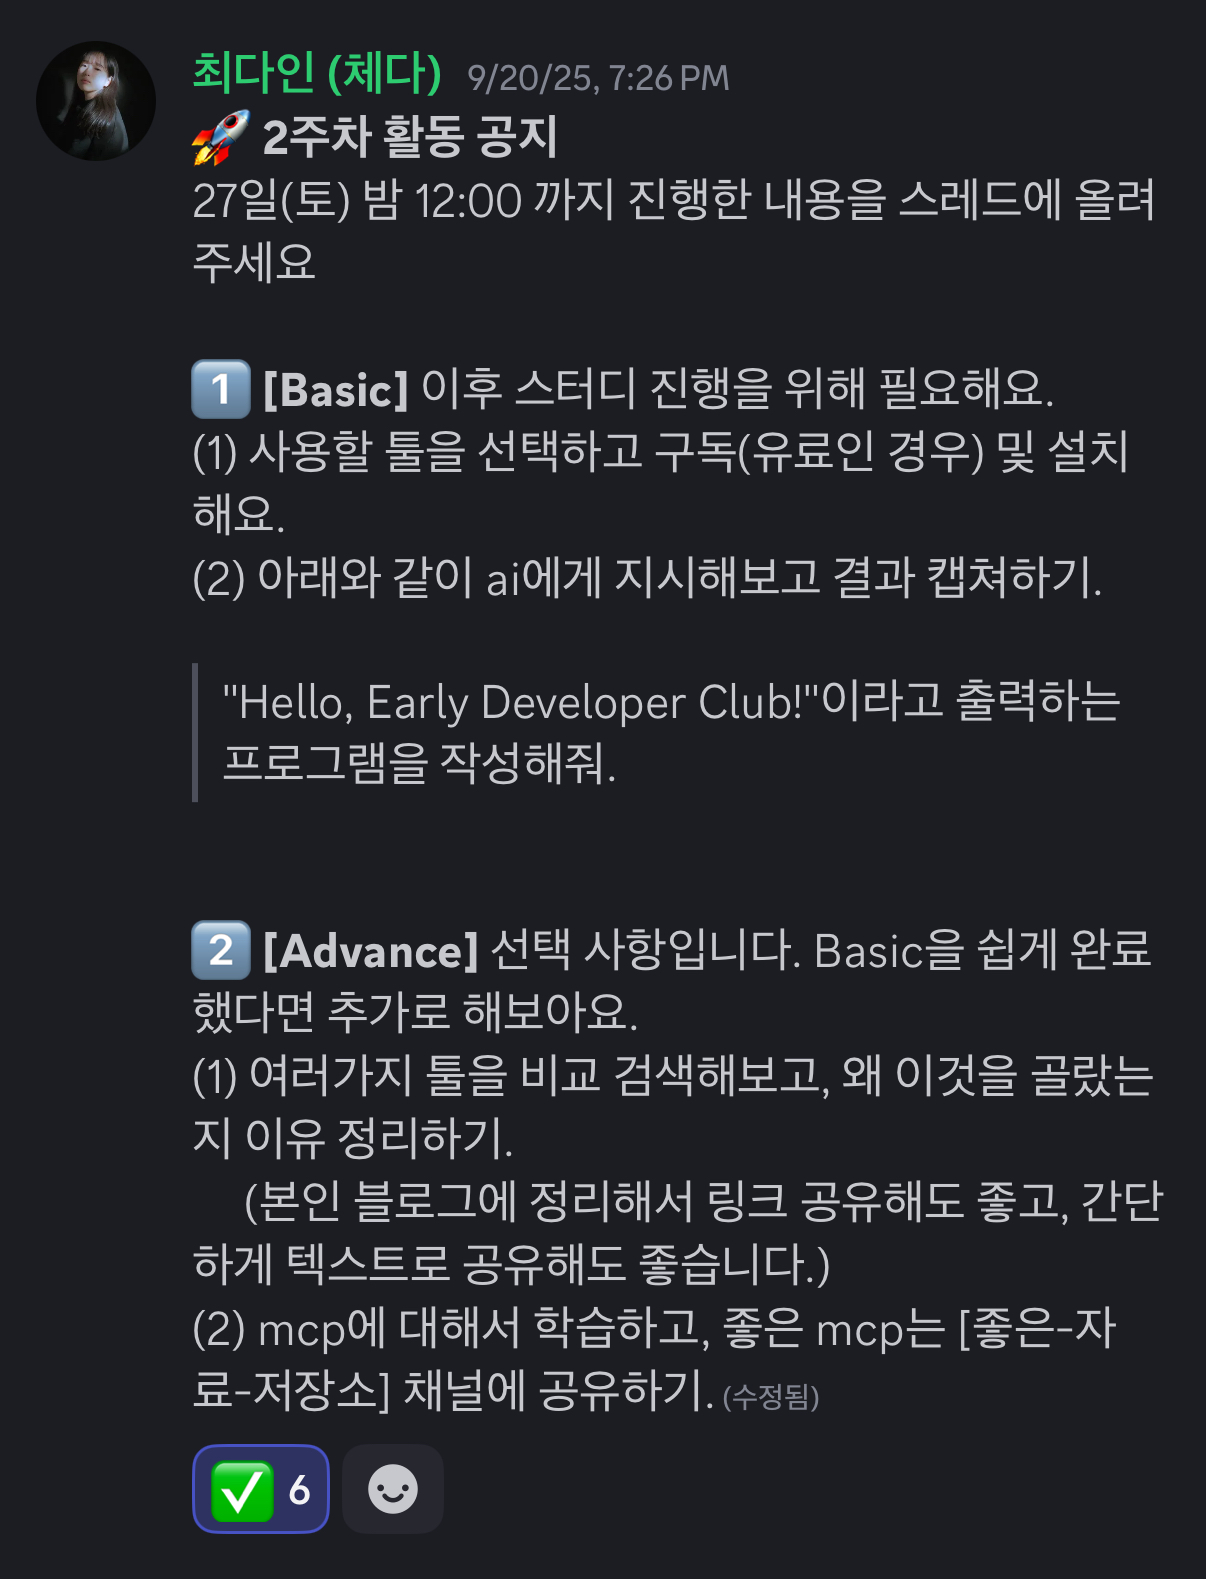 최다인 (체다) 9/20/25, 7:26 PM
🚀 2주차 활동 공지
27일(토) 밤 12:00 까지 진행한 내용을 스레드에 올려
주세요
1️⃣ [Basic] 이후 스터디 진행을 위해 필요해요.
(1) 사용할 툴을 선택하고 구독(유료인 경우) 및 설치
해요.
(2) 아래와 같이 ai에게 지시해보고 결과 캡쳐하기.
"Hello, Early Developer Club!"이라고 출력하는
프로그램을 작성해줘.
2️⃣ [Advance] 선택 사항입니다. Basic을 쉽게 완료
했다면 추가로 해보아요.
(1) 여러가지 툴을 비교 검색해보고, 왜 이것을 골랐는
지 이유 정리하기.
(본인 블로그에 정리해서 링크 공유해도 좋고, 간단
하게 텍스트로 공유해도 좋습니다.)
(2) mcp에 대해서 학습하고, 좋은 mcp는 [좋은-자
료-저장소] 채널에 공유하기. (수정됨)
✅ 6